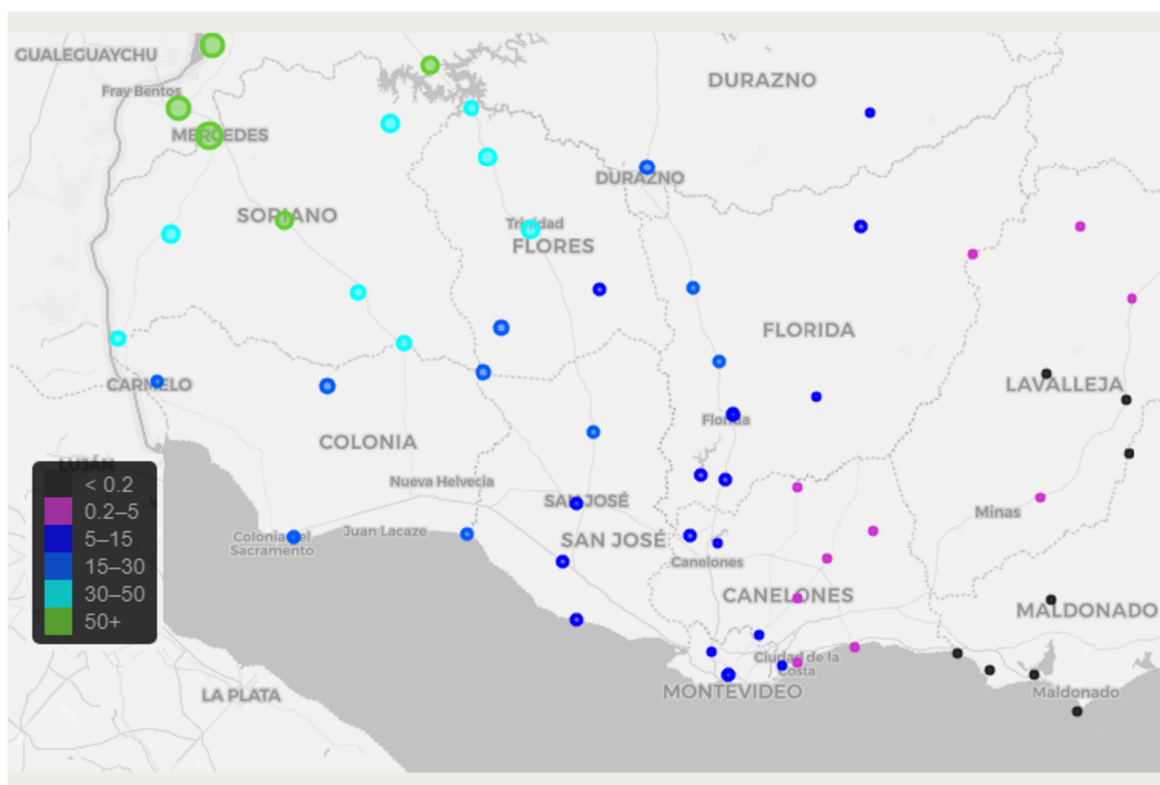 GUALEGUAYCHU
DURAZNO
Fray Bentos
MERCEDES
DURAZNO
SORIANO
Trinidad
FLORES
FLORIDA
CARMELO
LAVALLEJA
Florida
COLONIA
LUJÁN
Nueva Helvecia
SAN JOSÉ
Minas
Colonia del
Sacramento
Juan Lacaze
SAN JOSÉ
Canelones
CANELONES
MALDONADO
Ciudad de la
Costa
MONTEVIDEO
Maldonado
LA PLATA
< 0.2
0.2–5
5–15
15–30
30–50
50+